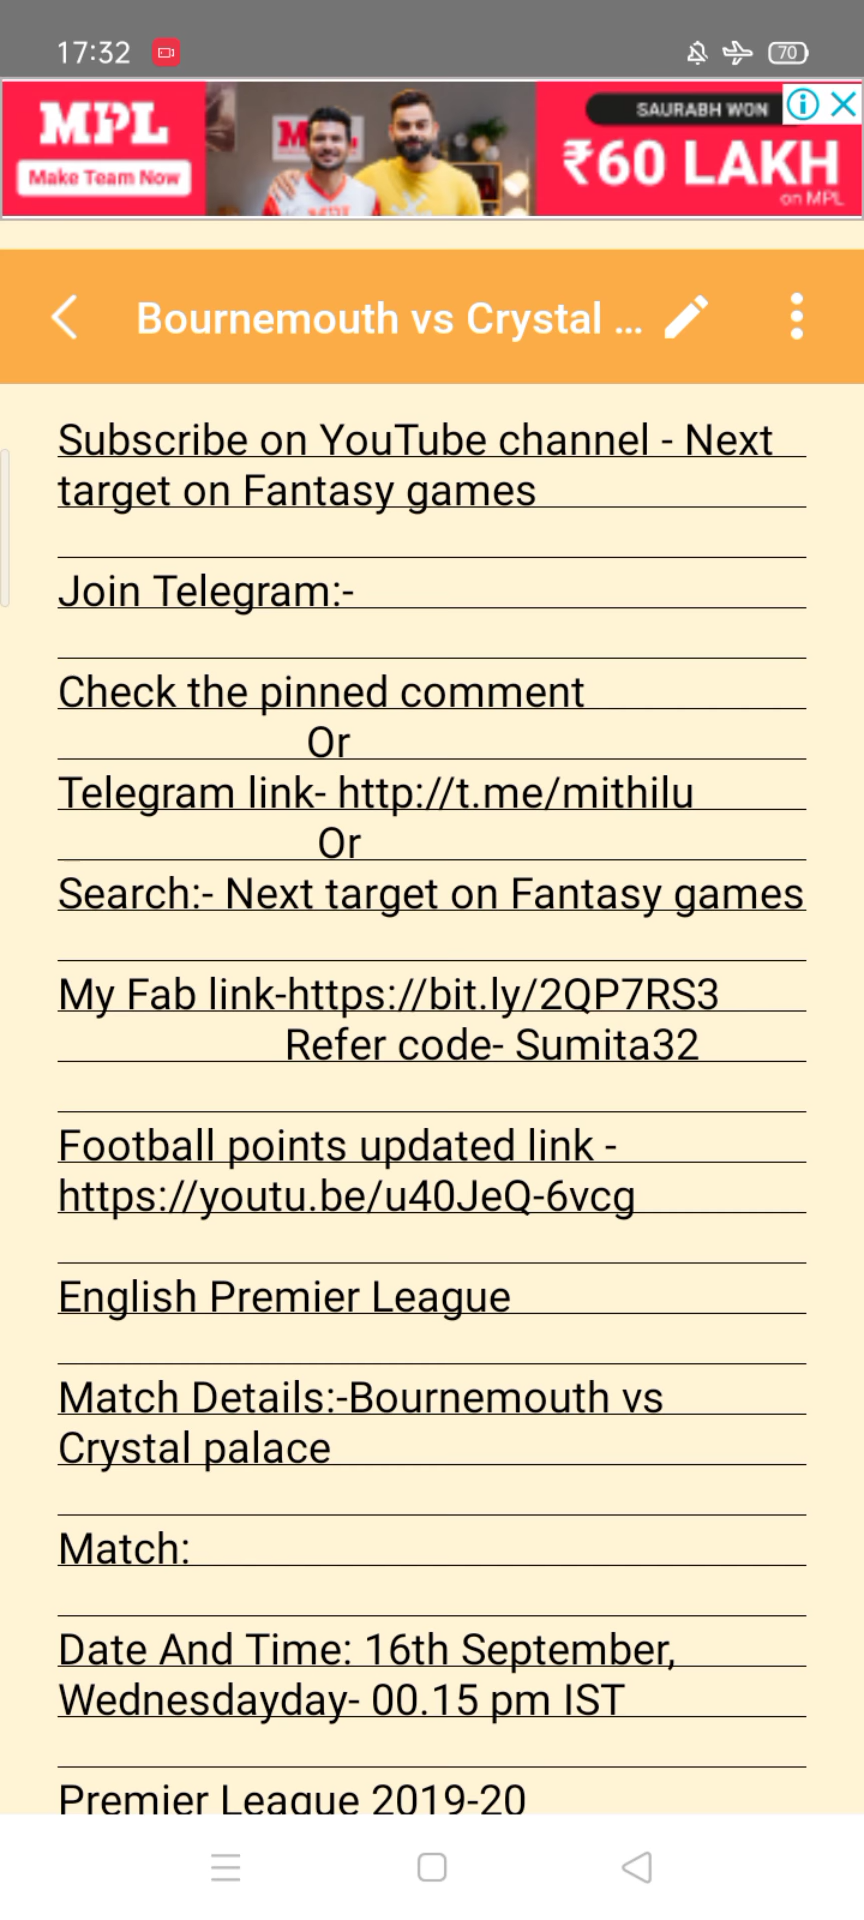 17:32
70
MPL
Make Team Now
SAURABH WON
₹60 LAKH
on MPL
Bournemouth vs Crystal ...
Subscribe on YouTube channel - Next
target on Fantasy games
Join Telegram:-
Check the pinned comment
Or
Telegram link- http://t.me/mithilu
Or
Search:- Next target on Fantasy games
My Fab link-https://bit.ly/2QP7RS3
Refer code- Sumita32
Football points updated link -
https://youtu.be/u40JeQ-6vcg
English Premier League
Match Details:-Bournemouth vs
Crystal palace
Match:
Date And Time: 16th September,
Wednesdayday- 00.15 pm IST
Premier League 2019-20